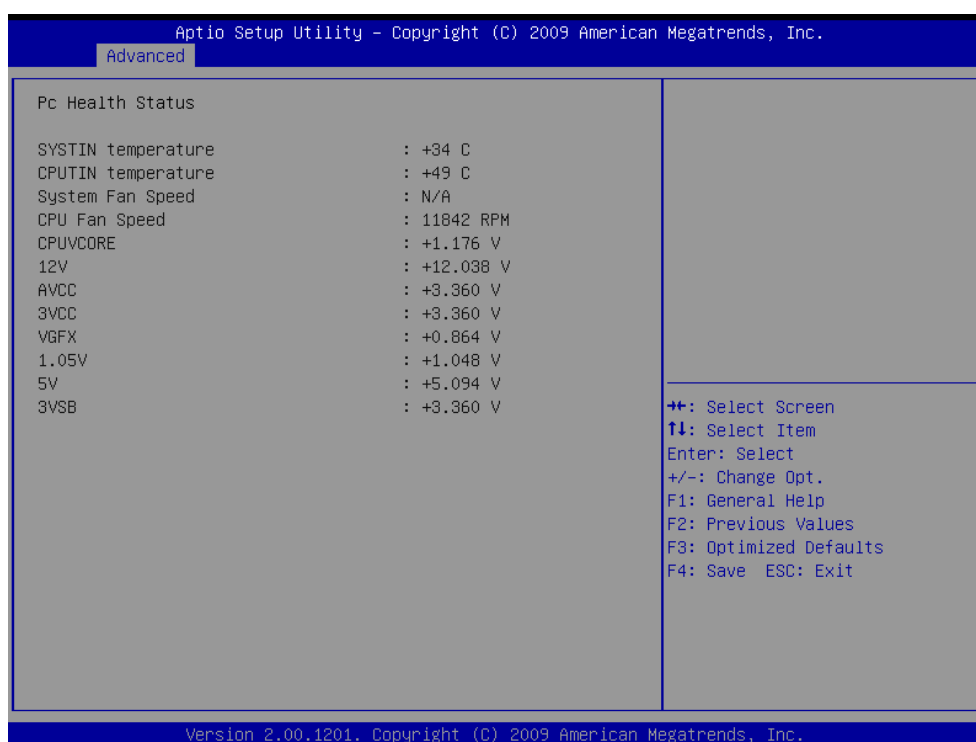 Aptio Setup Utility – Copyright (C) 2009 American Megatrends, Inc.
Advanced
Pc Health Status
SYSTIN temperature : +34 C
CPUTIN temperature : +49 C
System Fan Speed : N/A
CPU Fan Speed : 11842 RPM
CPUVCORE : +1.176 V
12V : +12.038 V
AVCC : +3.360 V
3VCC : +3.360 V
VGFX : +0.864 V
1.05V : +1.048 V
5V : +5.094 V
3VSB : +3.360 V
→←: Select Screen
↑↓: Select Item
Enter: Select
+/-: Change Opt.
F1: General Help
F2: Previous Values
F3: Optimized Defaults
F4: Save ESC: Exit
Version 2.00.1201. Copyright (C) 2009 American Megatrends, Inc.